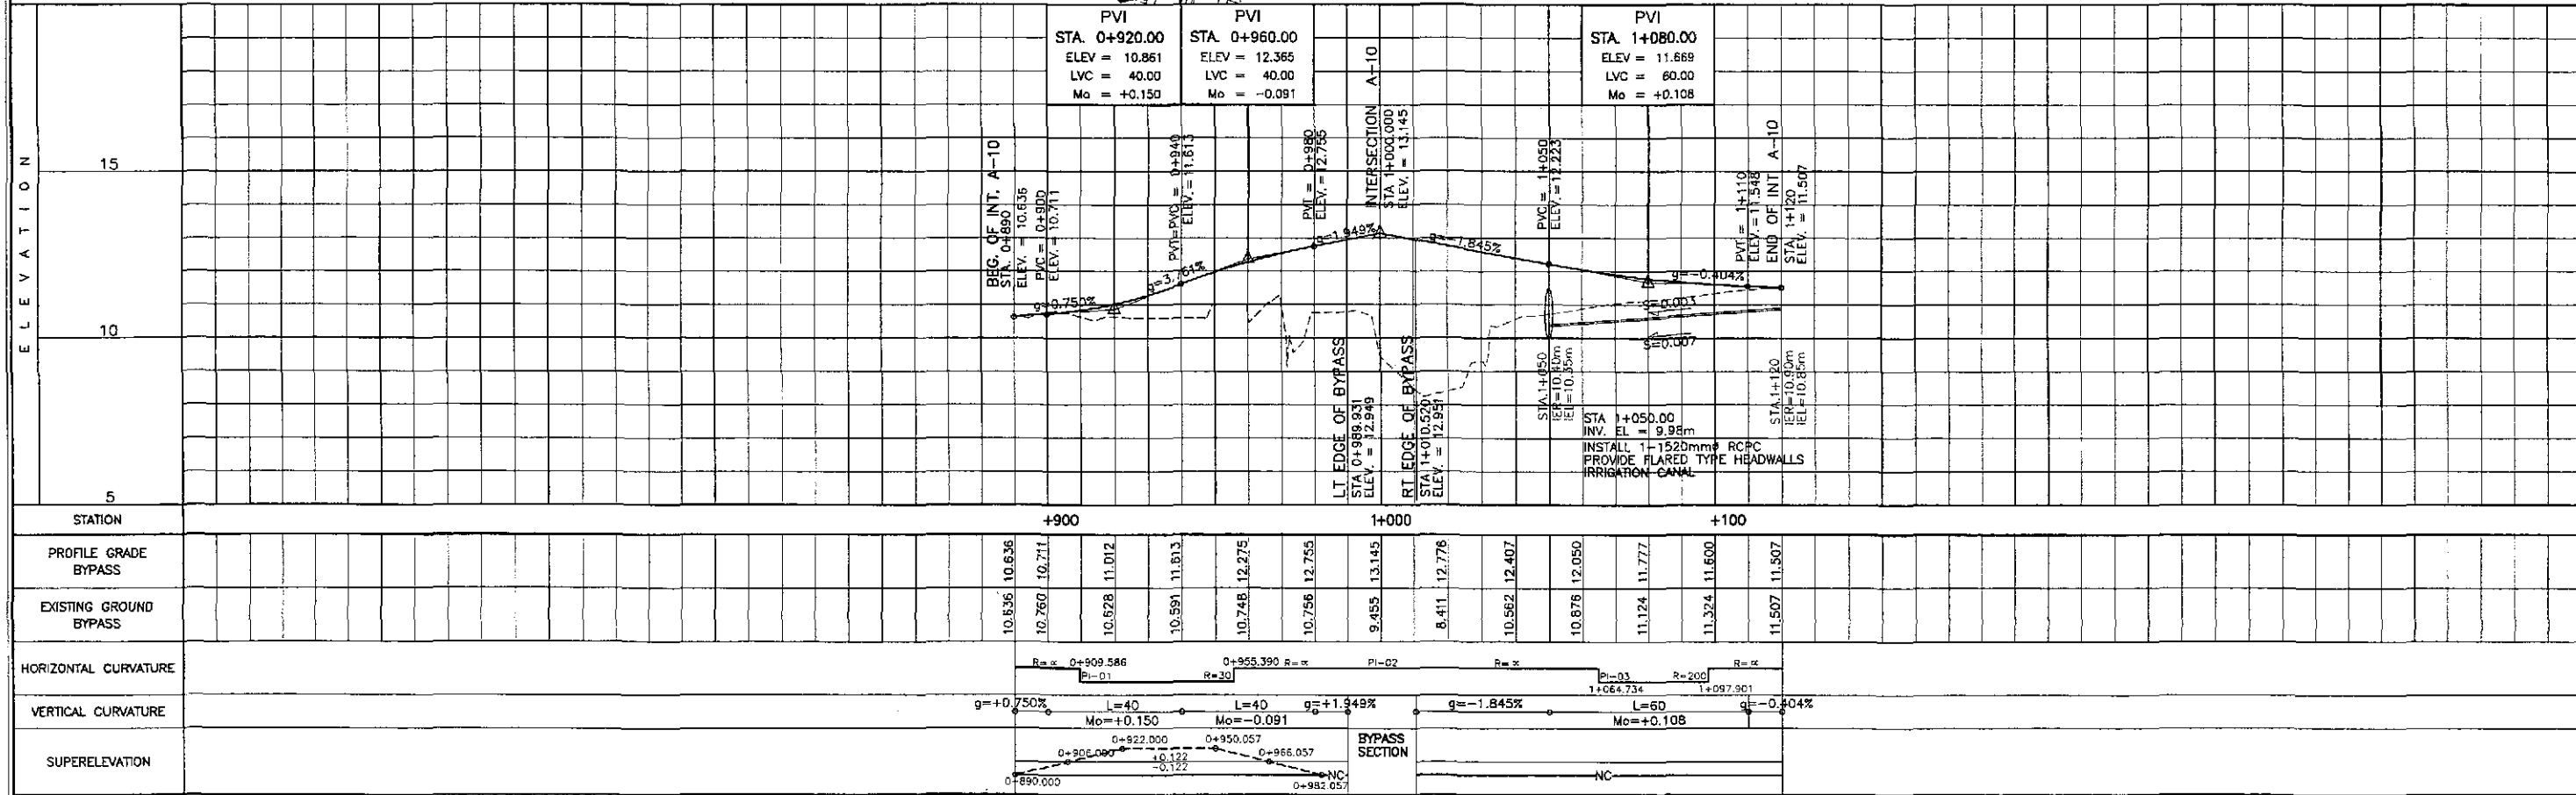 PVI
STA. 0+920.00
ELEV = 10.861
LVC = 40.00
Mo = +0.150
PVI
STA. 0+960.00
ELEV = 12.365
LVC = 40.00
Mo = -0.091
PVI
STA. 1+080.00
ELEV = 11.669
LVC = 60.00
Mo = +0.108
ELEVATION
15
10
5
BEG. OF INT. A-10
STA. 0+890
ELEV. = 10.636
PVC = 0+900
ELEV. = 10.711
PVT=PVC = 0+940
ELEV. = 11.613
PVT = 0+980
ELEV. = 12.755
INTERSECTION A-10
STA 1+000.000
ELEV. = 13.145
PVC = 1+050
ELEV. = 12.223
PVT = 1+110
ELEV. = 11.548
END OF INT A-10
STA. 1+120
ELEV. = 11.507
g=0.750%
g=3.761%
g=1.949%
g=-1.845%
g=-0.404%
S=0.003
S=0.007
LT EDGE OF BYPASS
STA 0+989.931
ELEV. = 12.949
RT EDGE OF BYPASS
STA 1+010.520
ELEV. = 12.951
STA.1+050
IER=10.40m
IEL=10.35m
STA 1+050.00
INV. EL = 9.98m
INSTALL 1-1520mmø RCPC
PROVIDE FLARED TYPE HEADWALLS
IRRIGATION CANAL
STA.1+120
IER=10.90m
IEL=10.85m
STATION
+900
1+000
+100
PROFILE GRADE
BYPASS
10.636 10.711 11.012 11.613 12.275 12.755 13.145 12.776 12.407 12.050 11.777 11.600 11.507
EXISTING GROUND
BYPASS
10.636 10.760 10.628 10.591 10.748 10.756 9.455 8.411 10.562 10.876 11.124 11.324 11.507
HORIZONTAL CURVATURE
R=∝ 0+909.586 0+955.390 R=∝ PI-02 R=∝ R=∝
PI-01 R=30 PI-03 R=200
1+064.734 1+097.901
VERTICAL CURVATURE
g=+0.750% L=40 L=40 g=+1.949% g=-1.845% L=60 g=-0.404%
Mo=+0.150 Mo=-0.091 Mo=+0.108
SUPERELEVATION
0+922.000 0+950.057
0+906.000 +0.122 0+966.057
-0.122
0+890.000 NC
0+982.057
BYPASS
SECTION
NC